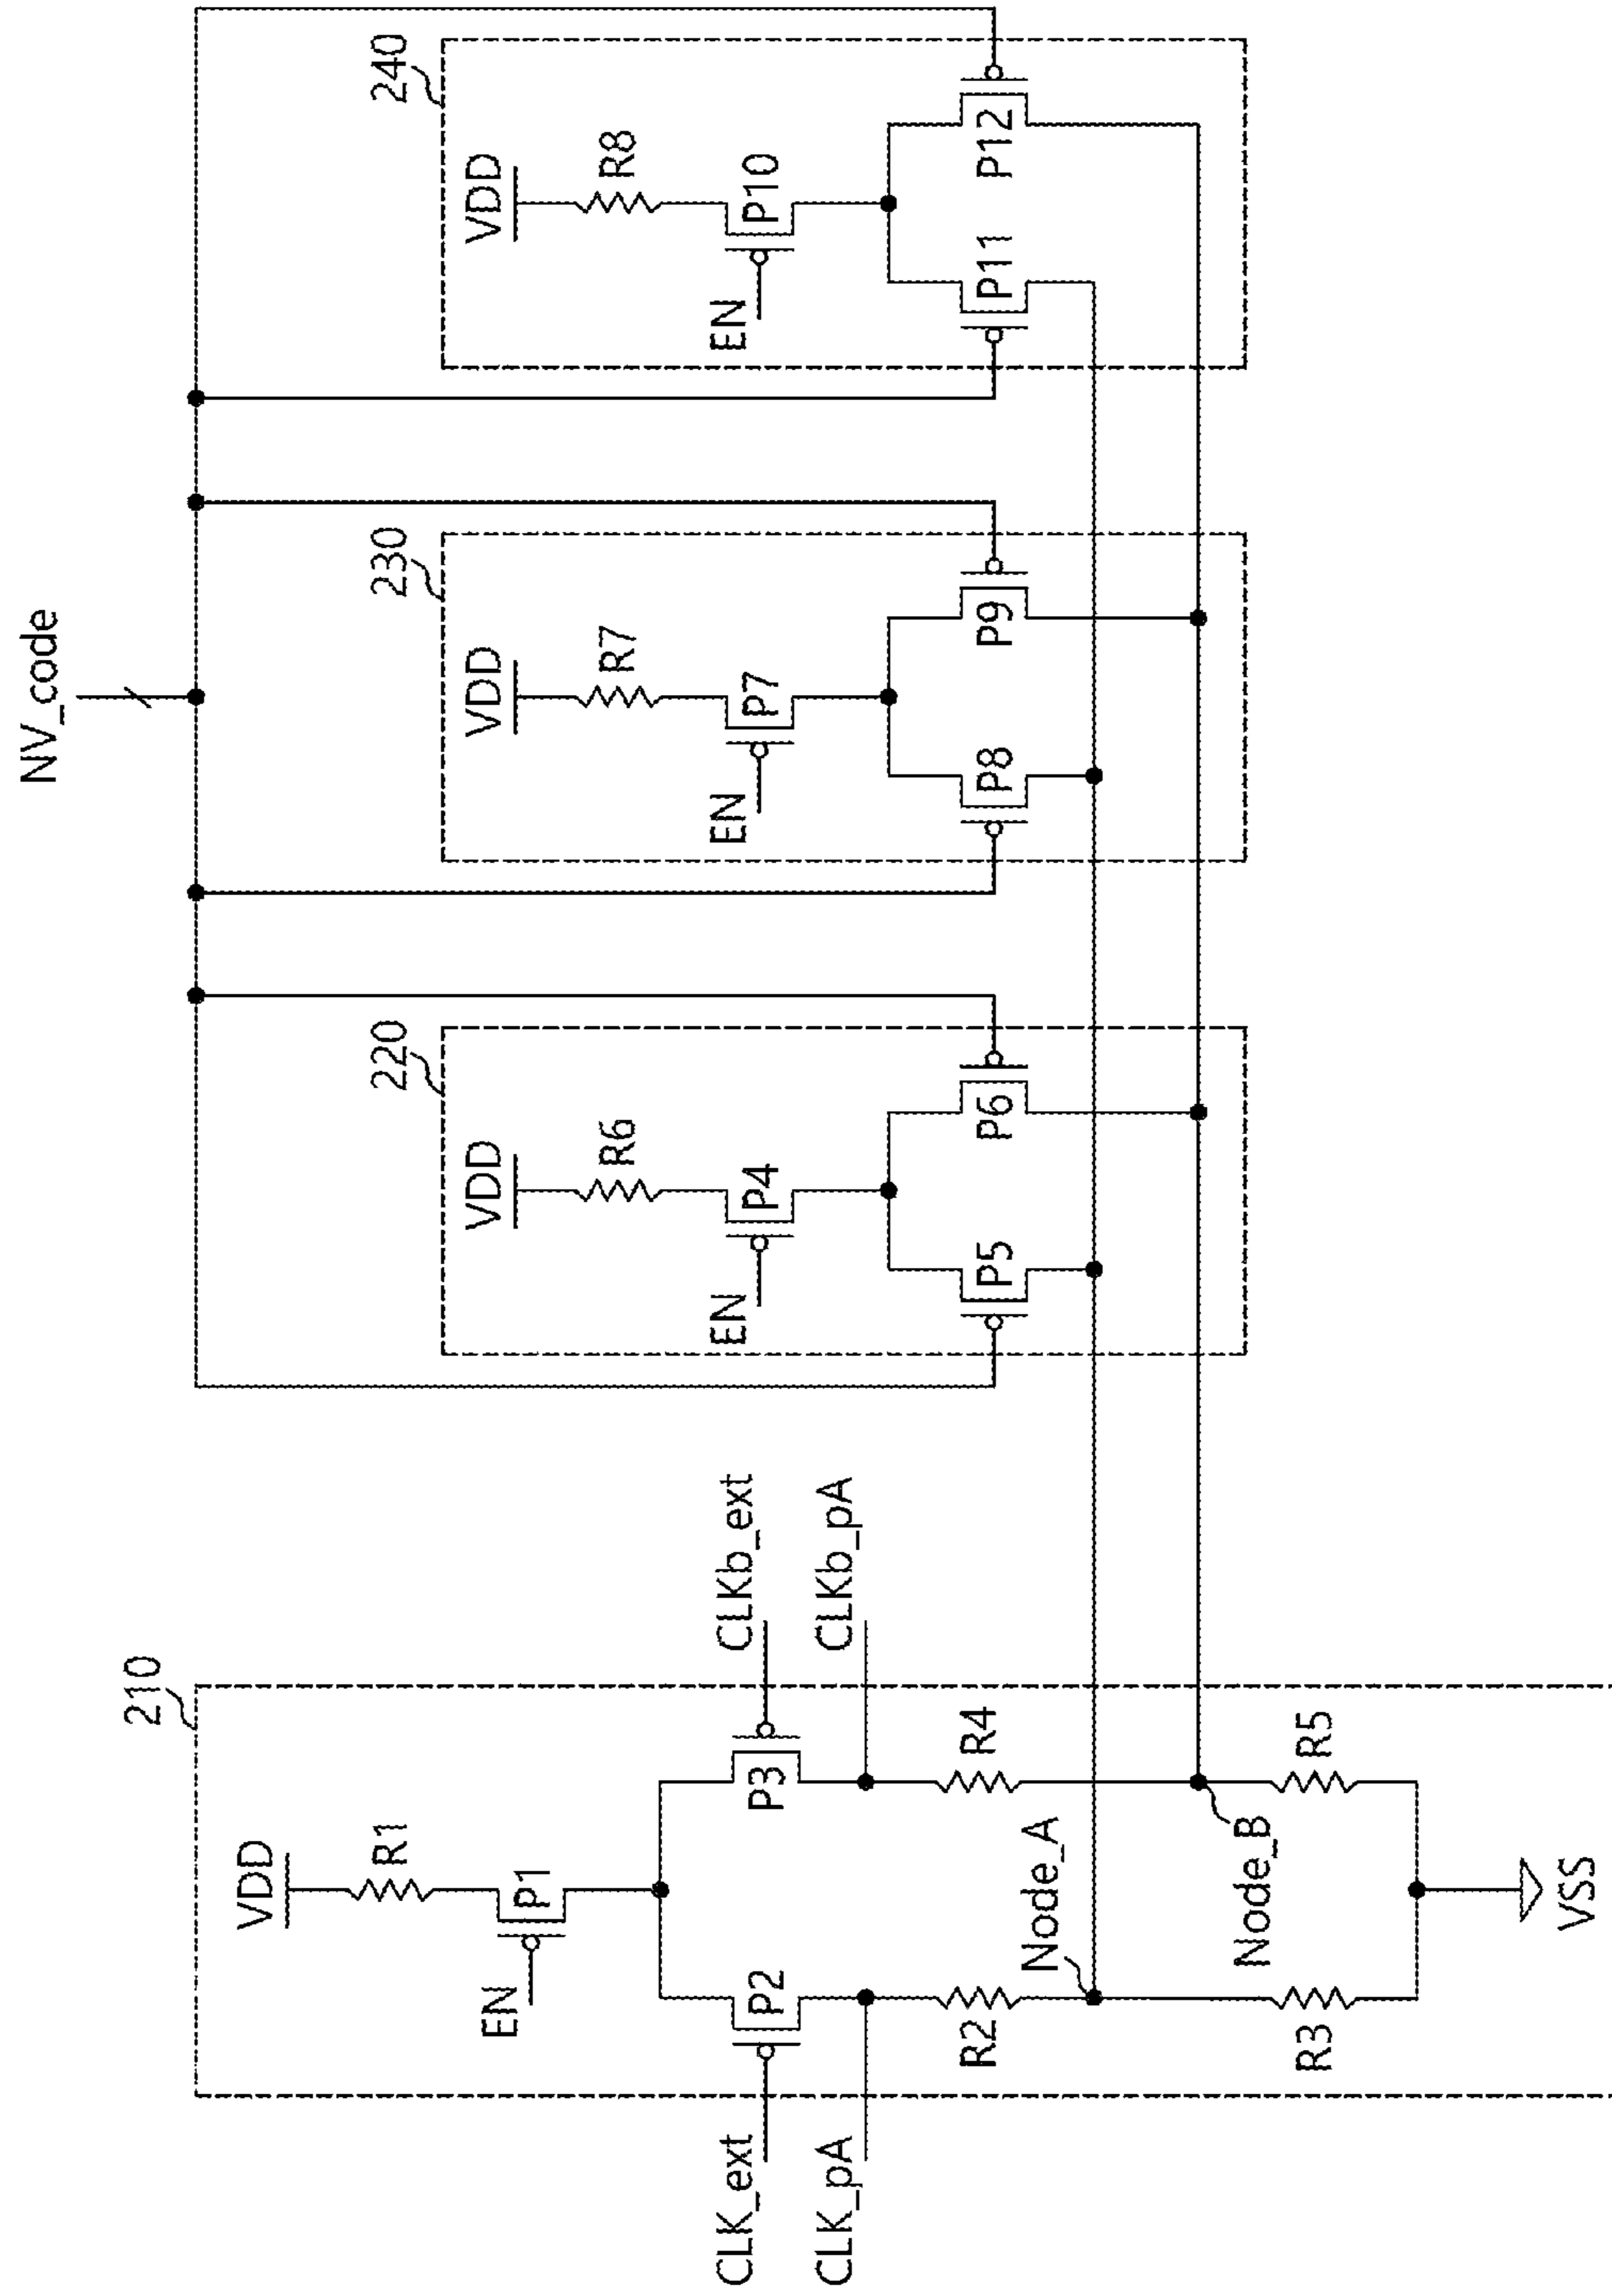 NV_code
210
220
230
240
VDD
R1
EN
P1
CLK_ext
P2
P3
CLKb_ext
CLK_pA
CLKb_pA
R2
R4
Node_A
Node_B
R3
R5
VSS
VDD
R6
EN
P4
P5
P6
VDD
R7
EN
P7
P8
P9
VDD
R8
EN
P10
P11
P12